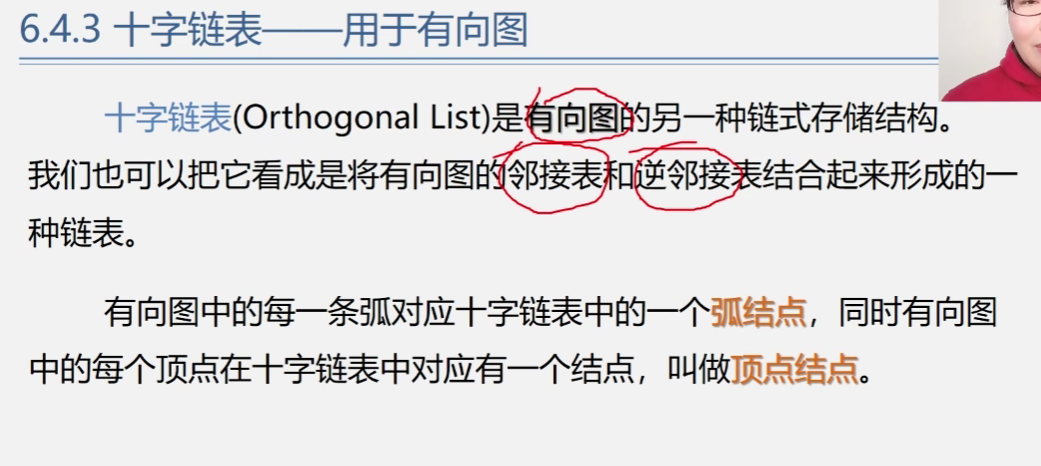 6.4.3 十字链表——用于有向图
十字链表(Orthogonal List)是有向图的另一种链式存储结构。
我们也可以把它看成是将有向图的邻接表和逆邻接表结合起来形成的一
种链表。
有向图中的每一条弧对应十字链表中的一个弧结点，同时有向图
中的每个顶点在十字链表中对应有一个结点，叫做顶点结点。